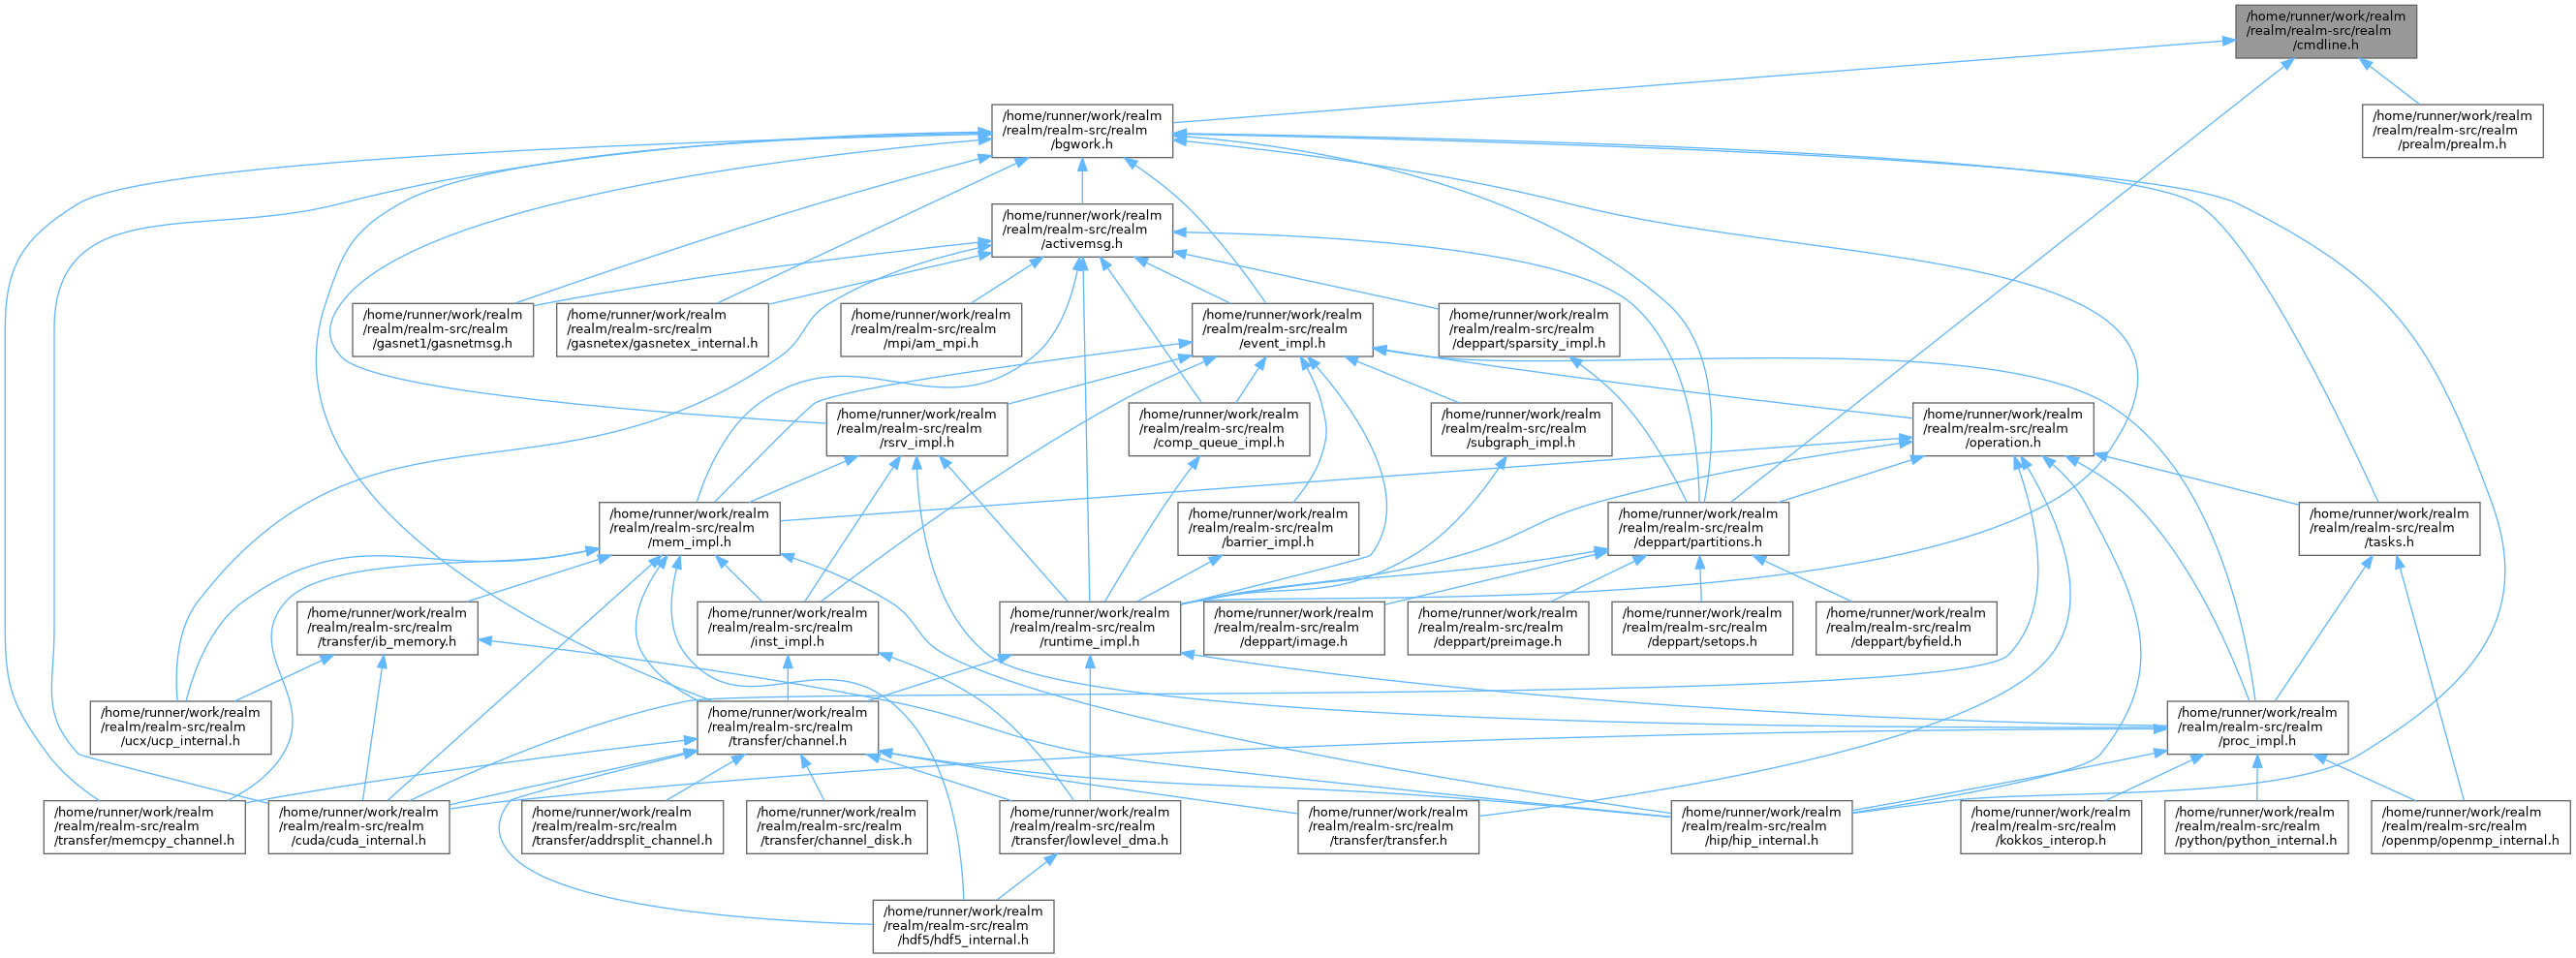 /home/runner/work/realm
/realm/realm-src/realm
/cmdline.h
/home/runner/work/realm
/realm/realm-src/realm
/bgwork.h
/home/runner/work/realm
/realm/realm-src/realm
/prealm/prealm.h
/home/runner/work/realm
/realm/realm-src/realm
/activemsg.h
/home/runner/work/realm
/realm/realm-src/realm
/gasnet1/gasnetmsg.h
/home/runner/work/realm
/realm/realm-src/realm
/gasnetex/gasnetex_internal.h
/home/runner/work/realm
/realm/realm-src/realm
/mpi/am_mpi.h
/home/runner/work/realm
/realm/realm-src/realm
/event_impl.h
/home/runner/work/realm
/realm/realm-src/realm
/deppart/sparsity_impl.h
/home/runner/work/realm
/realm/realm-src/realm
/rsrv_impl.h
/home/runner/work/realm
/realm/realm-src/realm
/comp_queue_impl.h
/home/runner/work/realm
/realm/realm-src/realm
/subgraph_impl.h
/home/runner/work/realm
/realm/realm-src/realm
/operation.h
/home/runner/work/realm
/realm/realm-src/realm
/mem_impl.h
/home/runner/work/realm
/realm/realm-src/realm
/barrier_impl.h
/home/runner/work/realm
/realm/realm-src/realm
/deppart/partitions.h
/home/runner/work/realm
/realm/realm-src/realm
/tasks.h
/home/runner/work/realm
/realm/realm-src/realm
/transfer/ib_memory.h
/home/runner/work/realm
/realm/realm-src/realm
/inst_impl.h
/home/runner/work/realm
/realm/realm-src/realm
/runtime_impl.h
/home/runner/work/realm
/realm/realm-src/realm
/deppart/image.h
/home/runner/work/realm
/realm/realm-src/realm
/deppart/preimage.h
/home/runner/work/realm
/realm/realm-src/realm
/deppart/setops.h
/home/runner/work/realm
/realm/realm-src/realm
/deppart/byfield.h
/home/runner/work/realm
/realm/realm-src/realm
/ucx/ucp_internal.h
/home/runner/work/realm
/realm/realm-src/realm
/transfer/channel.h
/home/runner/work/realm
/realm/realm-src/realm
/proc_impl.h
/home/runner/work/realm
/realm/realm-src/realm
/transfer/memcpy_channel.h
/home/runner/work/realm
/realm/realm-src/realm
/cuda/cuda_internal.h
/home/runner/work/realm
/realm/realm-src/realm
/transfer/addrsplit_channel.h
/home/runner/work/realm
/realm/realm-src/realm
/transfer/channel_disk.h
/home/runner/work/realm
/realm/realm-src/realm
/transfer/lowlevel_dma.h
/home/runner/work/realm
/realm/realm-src/realm
/transfer/transfer.h
/home/runner/work/realm
/realm/realm-src/realm
/hip/hip_internal.h
/home/runner/work/realm
/realm/realm-src/realm
/kokkos_interop.h
/home/runner/work/realm
/realm/realm-src/realm
/python/python_internal.h
/home/runner/work/realm
/realm/realm-src/realm
/openmp/openmp_internal.h
/home/runner/work/realm
/realm/realm-src/realm
/hdf5/hdf5_internal.h